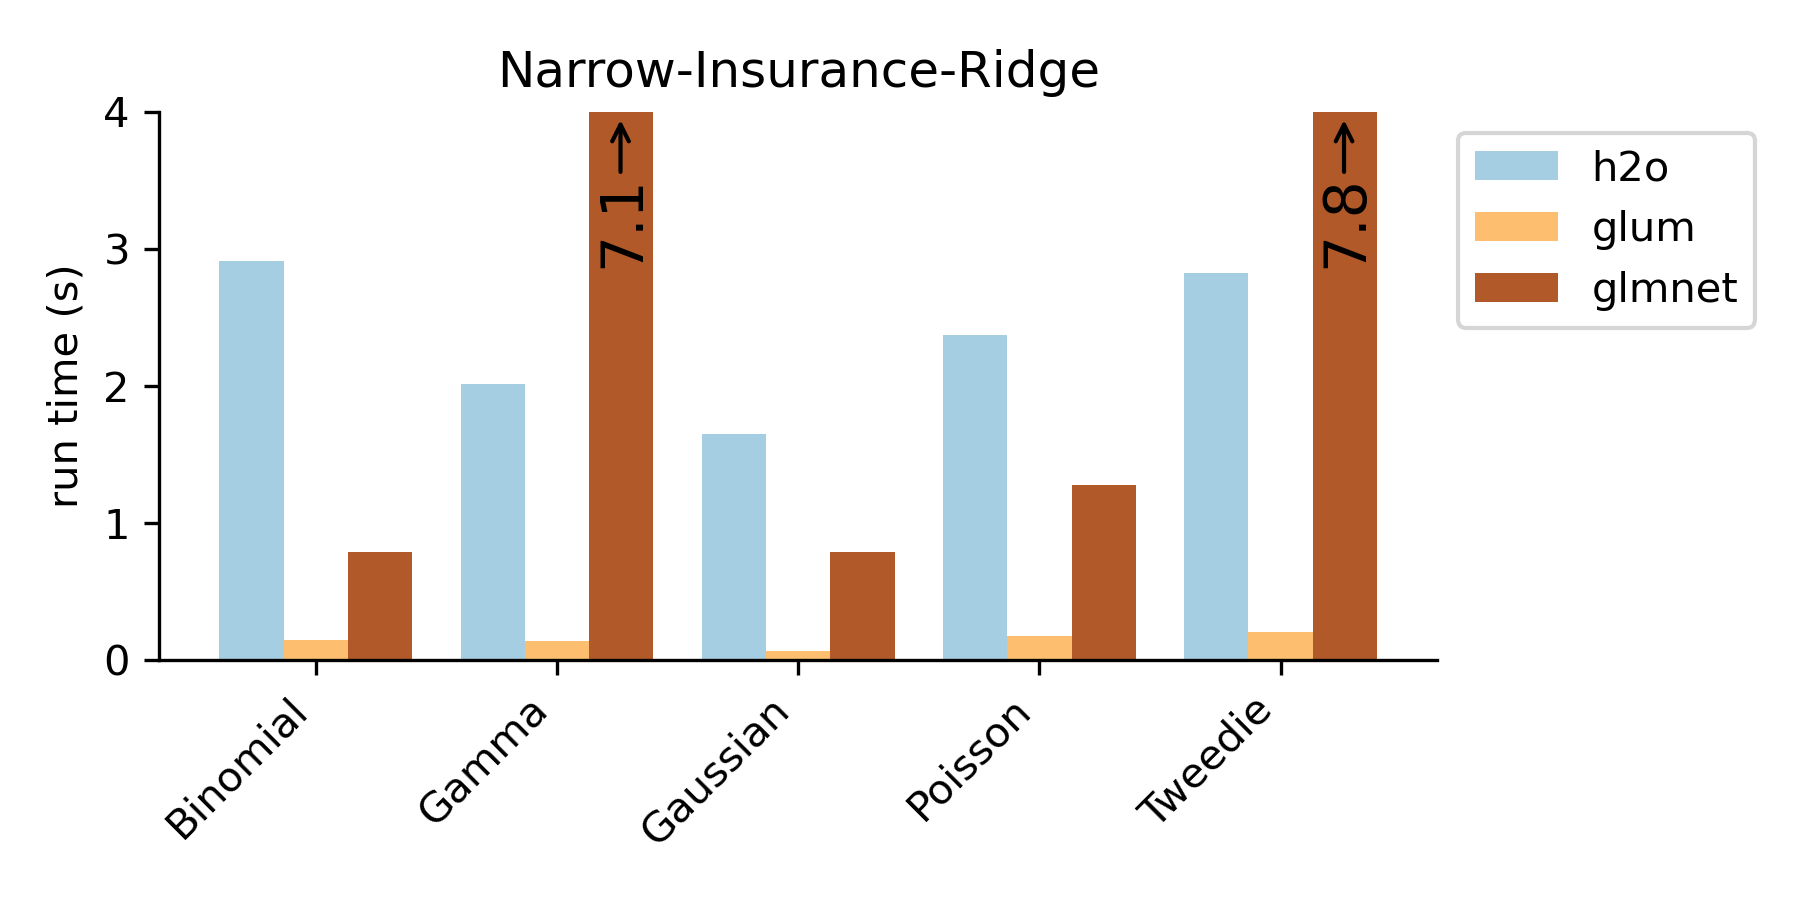 Narrow-Insurance-Ridge
run time (s)
4
3
2
1
0
7.1
7.8
Binomial
Gamma
Gaussian
Poisson
Tweedie
h2o
glum
glmnet